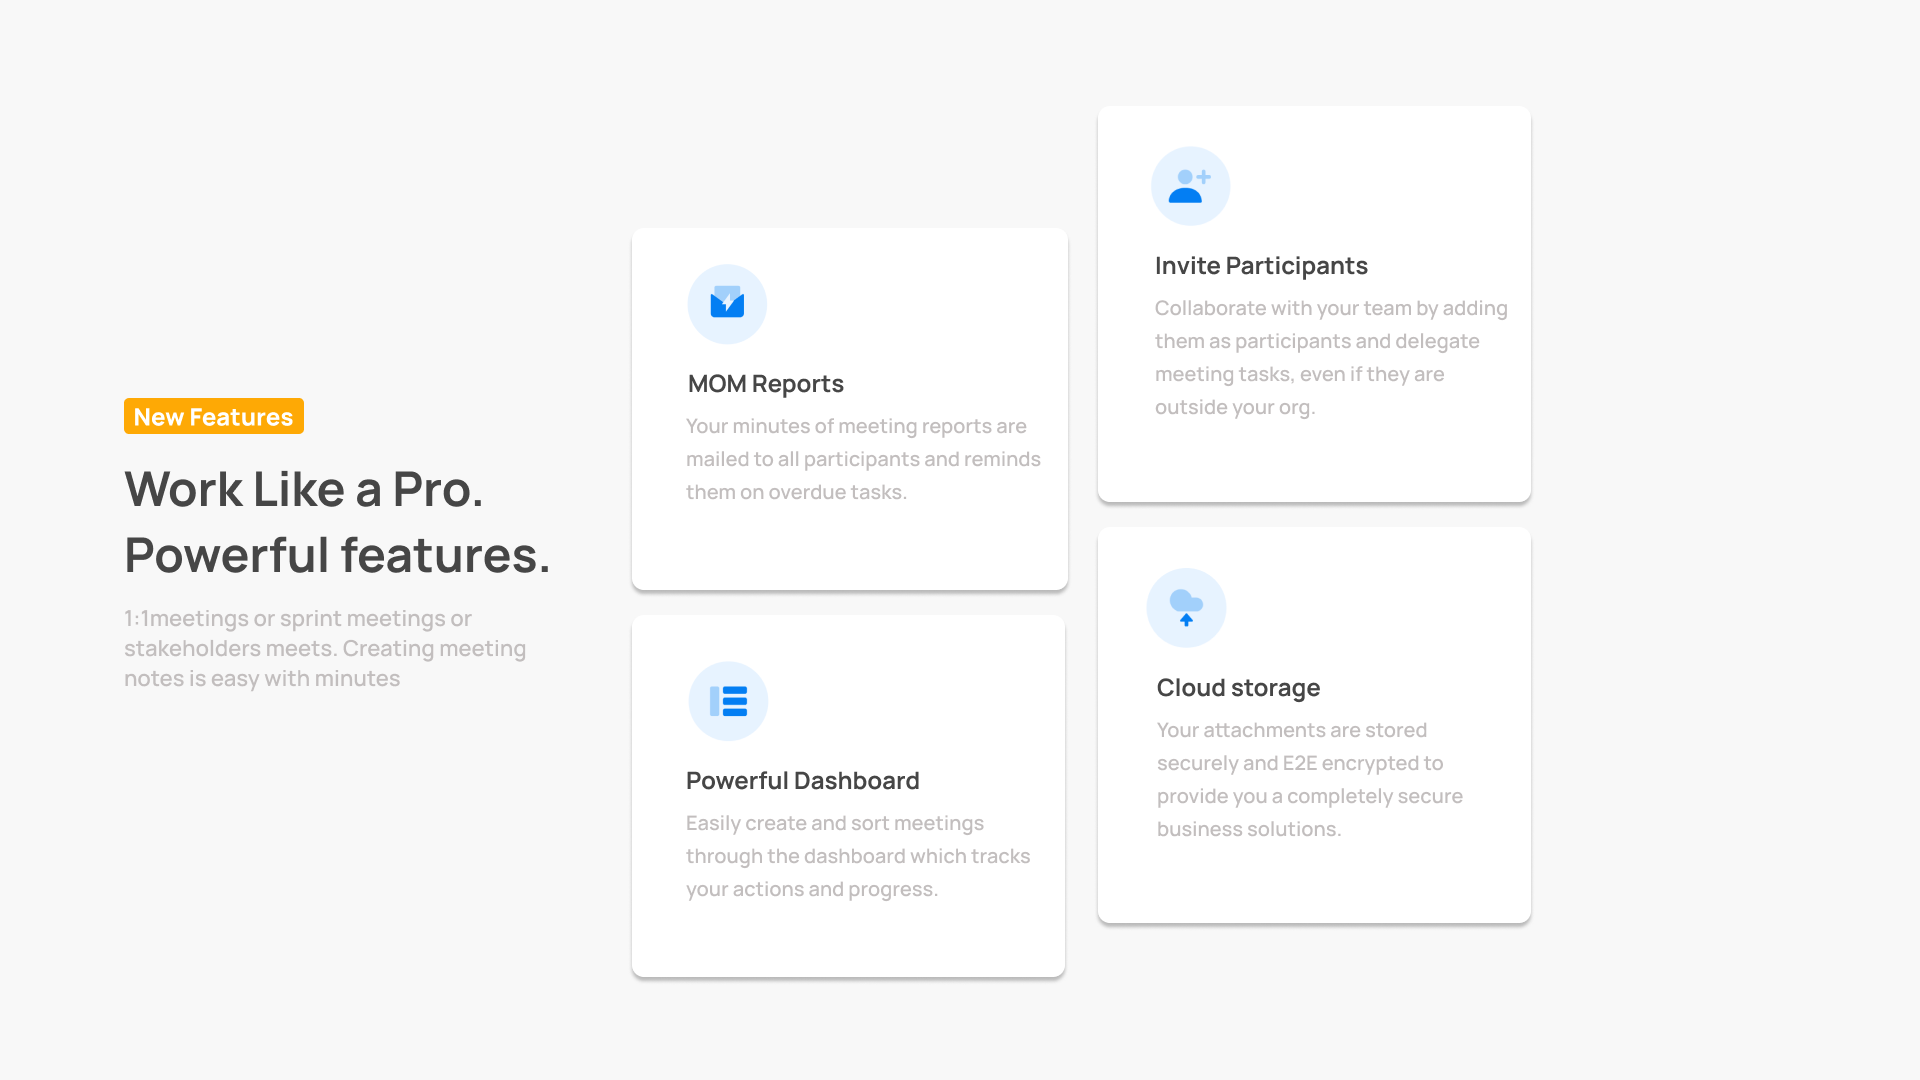 New Features
Work Like a Pro.
Powerful features.
1:1meetings or sprint meetings or
stakeholders meets. Creating meeting
notes is easy with minutes
MOM Reports
Your minutes of meeting reports are
mailed to all participants and reminds
them on overdue tasks.
Powerful Dashboard
Easily create and sort meetings
through the dashboard which tracks
your actions and progress.
Invite Participants
Collaborate with your team by adding
them as participants and delegate
meeting tasks, even if they are
outside your org.
Cloud storage
Your attachments are stored
securely and E2E encrypted to
provide you a completely secure
business solutions.